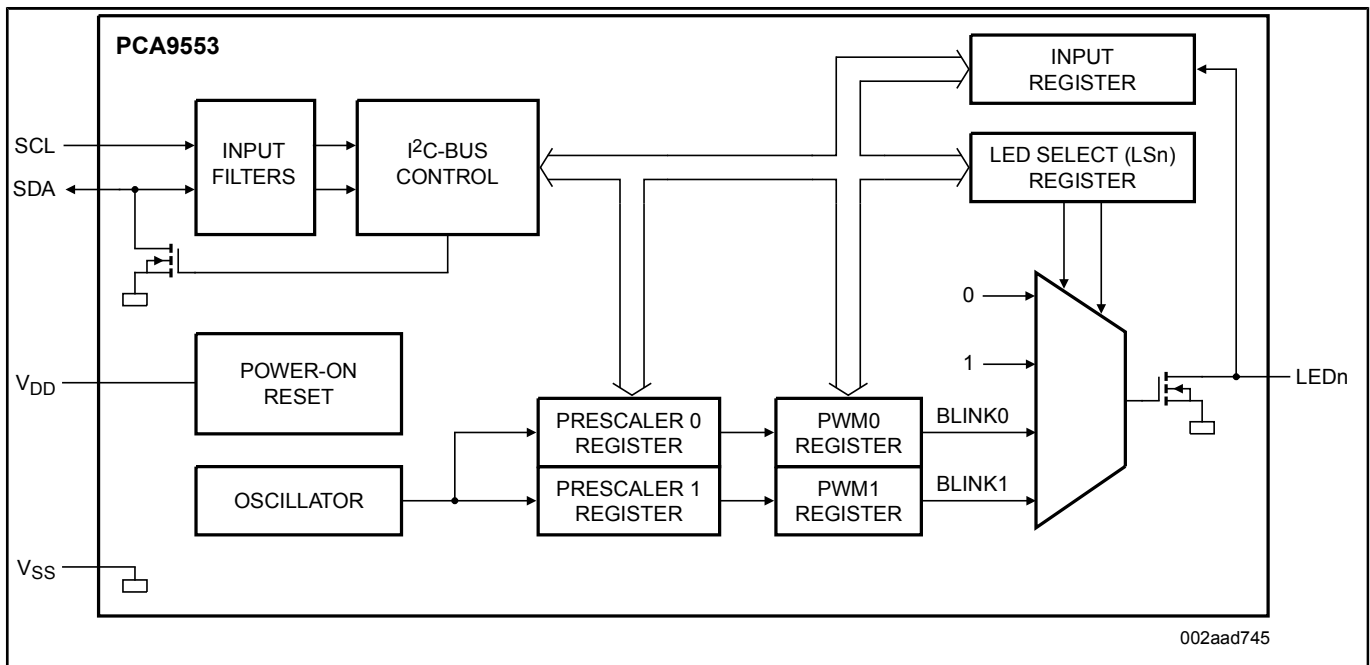 PCA9553
SCL
SDA
INPUT
FILTERS
I2C-BUS
CONTROL
INPUT
REGISTER
LED SELECT (LSn)
REGISTER
0
1
VDD
POWER-ON
RESET
OSCILLATOR
PRESCALER 0
REGISTER
PRESCALER 1
REGISTER
PWM0
REGISTER
PWM1
REGISTER
BLINK0
BLINK1
LEDn
VSS
002aad745